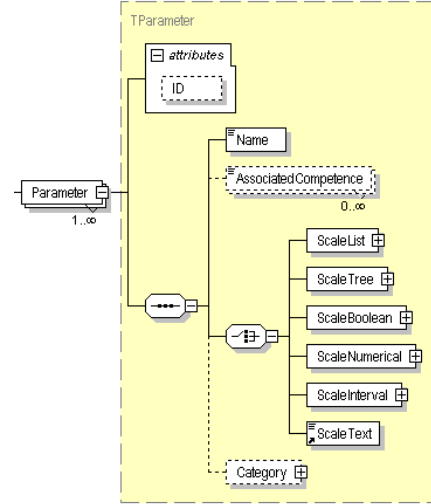 TParameter
attributes
ID
Parameter
1..∞
Name
AssociatedCompetence
0..∞
ScaleList
ScaleTree
ScaleBoolean
ScaleNumerical
ScaleInterval
ScaleText
Category